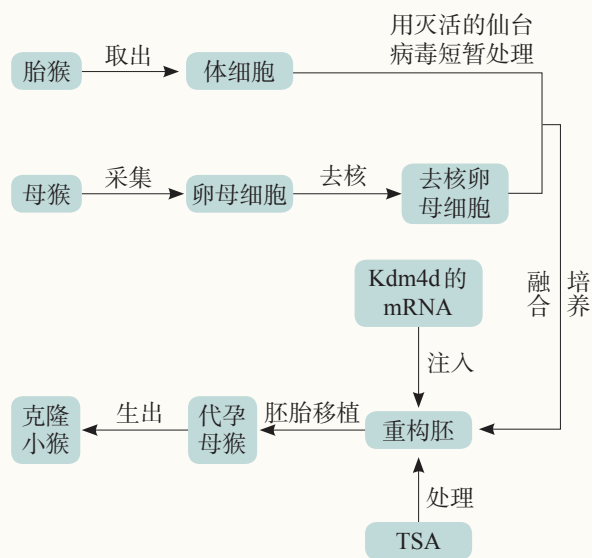 用灭活的仙台
病毒短暂处理
胎猴
取出
体细胞
母猴
采集
卵母细胞
去核
去核卵
母细胞
融合
培养
Kdm4d的
mRNA
注入
克隆
小猴
生出
代孕
母猴
胚胎移植
重构胚
处理
TSA